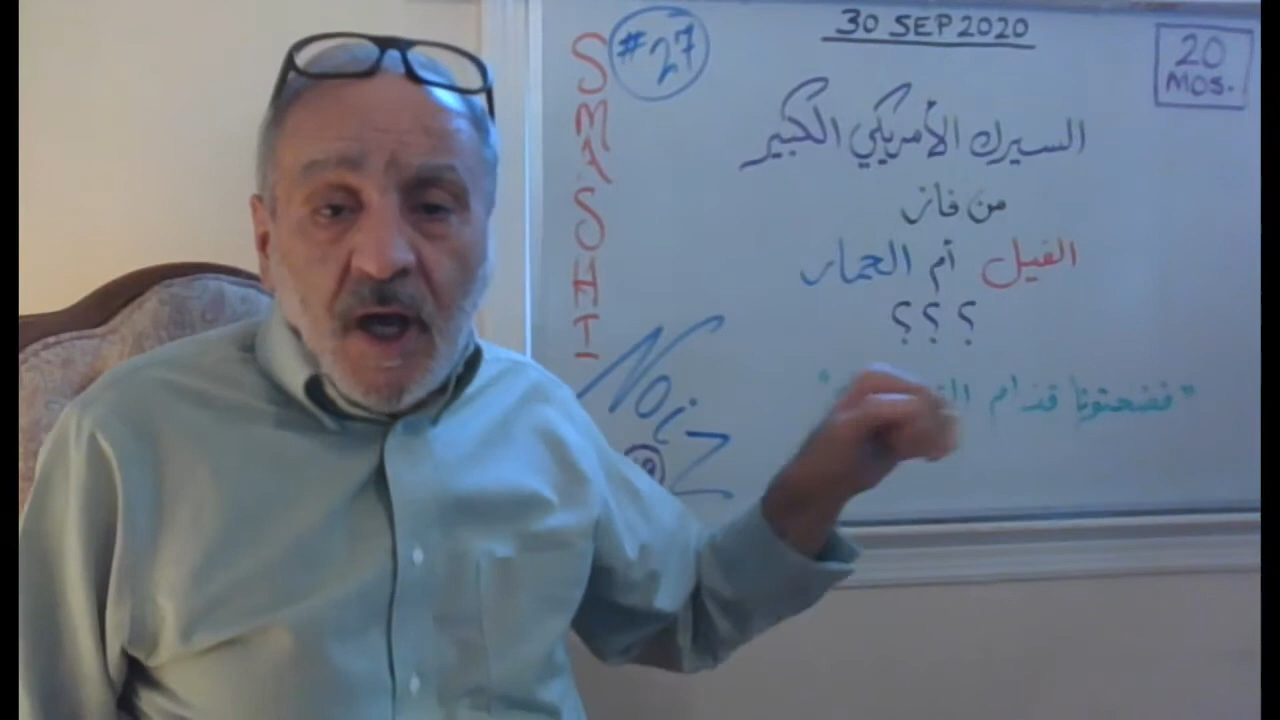 30 SEP 2020
#27
20
MOS.
SMASHI
NoiZ
السيرك الأمريكي الكبير
من فاز
الفيل أم الحمار
؟ ؟ ؟
"فضحتونا قدام